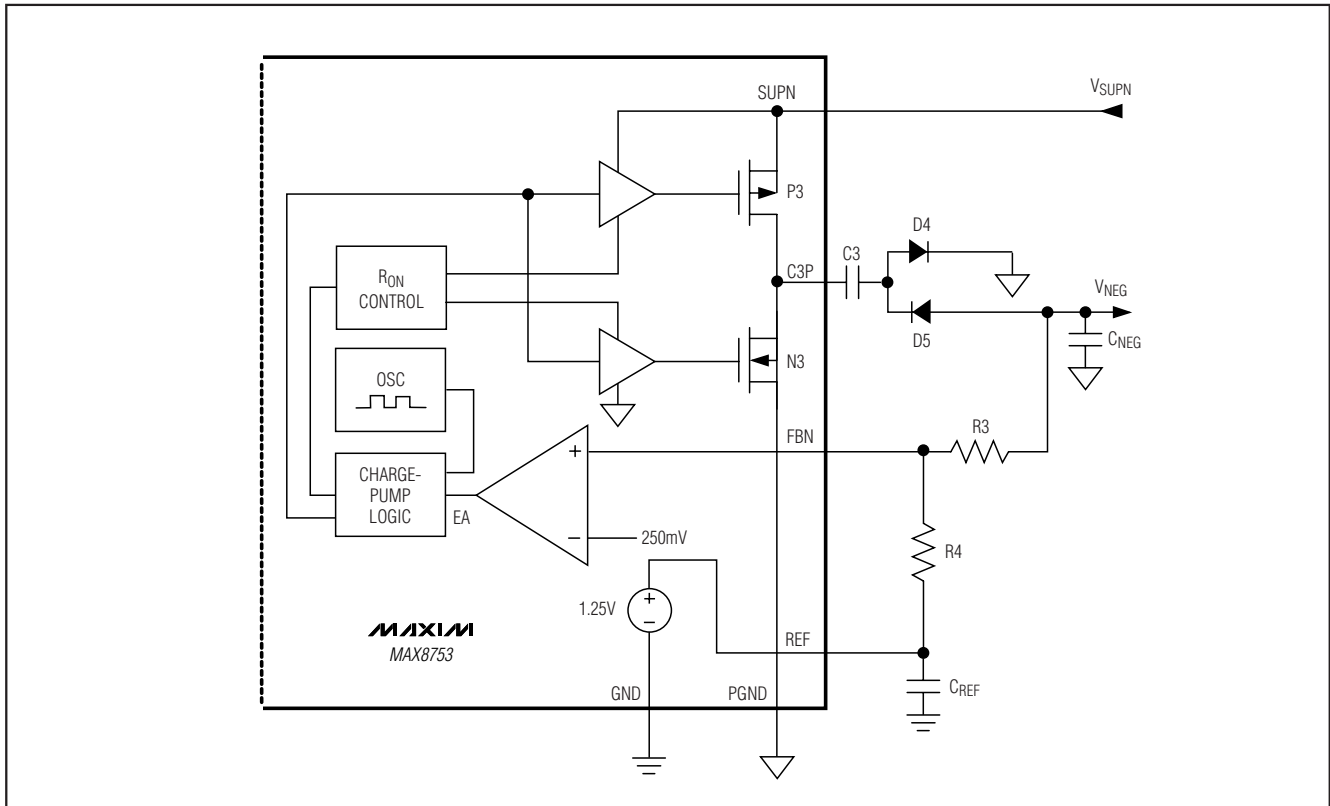 SUPN
VSUPN
P3
D4
RON
CONTROL
C3P
C3
VNEG
D5
CNEG
N3
OSC
FBN
R3
+
CHARGE-
PUMP
LOGIC
EA
−
250mV
R4
1.25V
+
−
MAXIM
MAX8753
REF
CREF
GND
PGND